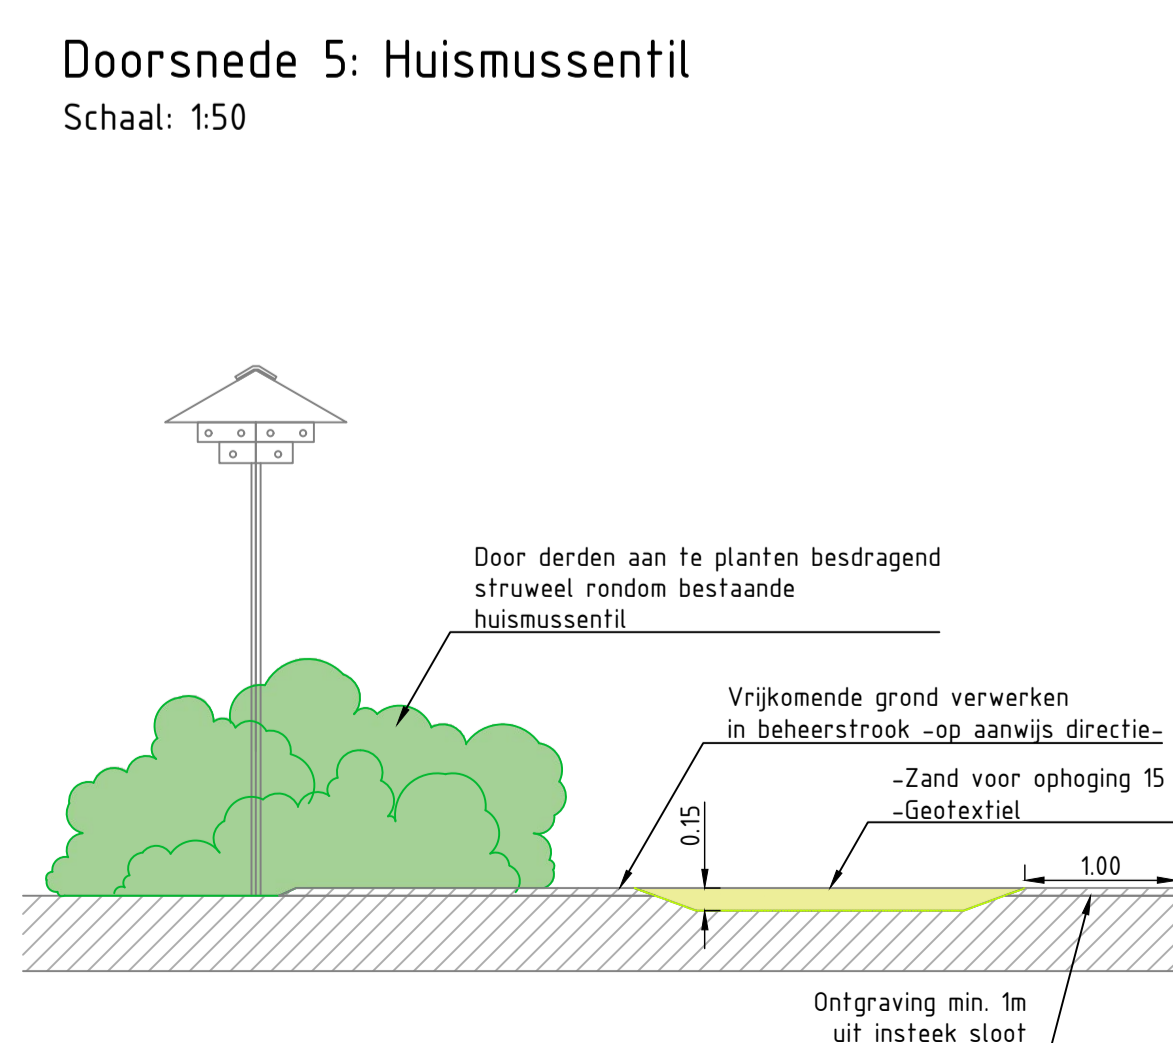 Doorsnede 5: Huismussentil
Schaal: 1:50
Door derden aan te planten besdragend
struweel rondom bestaande
huismussentil
Vrijkomende grond verwerken
in beheerstrook -op aanwijs directie-
-Zand voor ophoging 15
-Geotextiel
0.15
1.00
Ontgraving min. 1m
uit insteek sloot